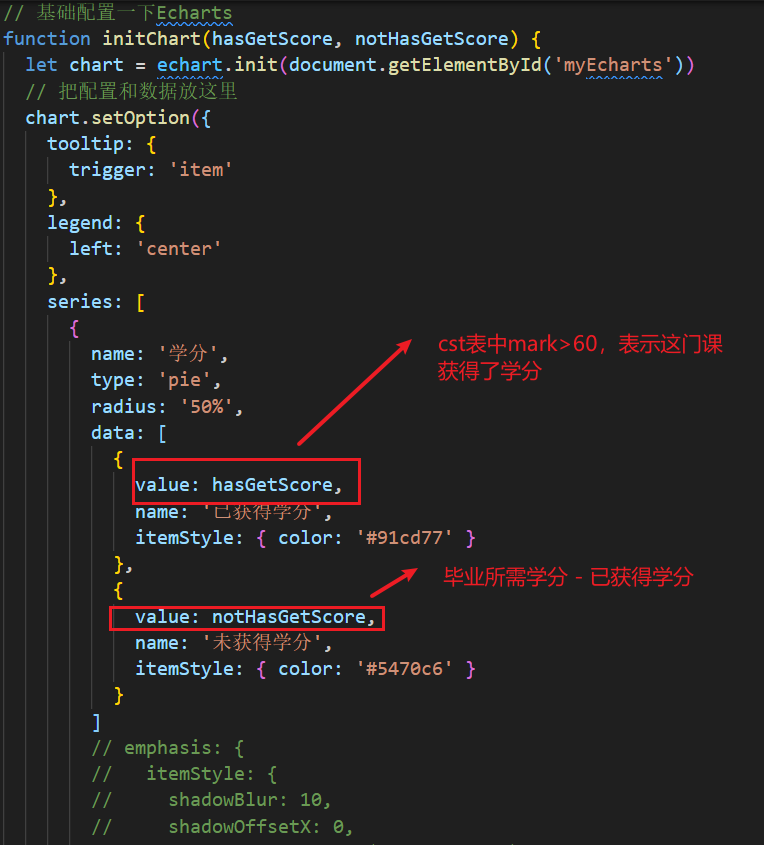 // 基础配置一下Echarts
function initChart(hasGetScore, notHasGetScore) {
let chart = echart.init(document.getElementById('myEcharts'))
// 把配置和数据放这里
chart.setOption({
tooltip: {
trigger: 'item'
},
legend: {
left: 'center'
},
series: [
{
name: '学分',
type: 'pie',
radius: '50%',
data: [
{
value: hasGetScore,
name: '已获得学分',
itemStyle: { color: '#91cd77' }
},
{
value: notHasGetScore,
name: '未获得学分',
itemStyle: { color: '#5470c6' }
}
]
// emphasis: {
//   itemStyle: {
//     shadowBlur: 10,
//     shadowOffsetX: 0,
cst表中mark>60，表示这门课
获得了学分
毕业所需学分 - 已获得学分